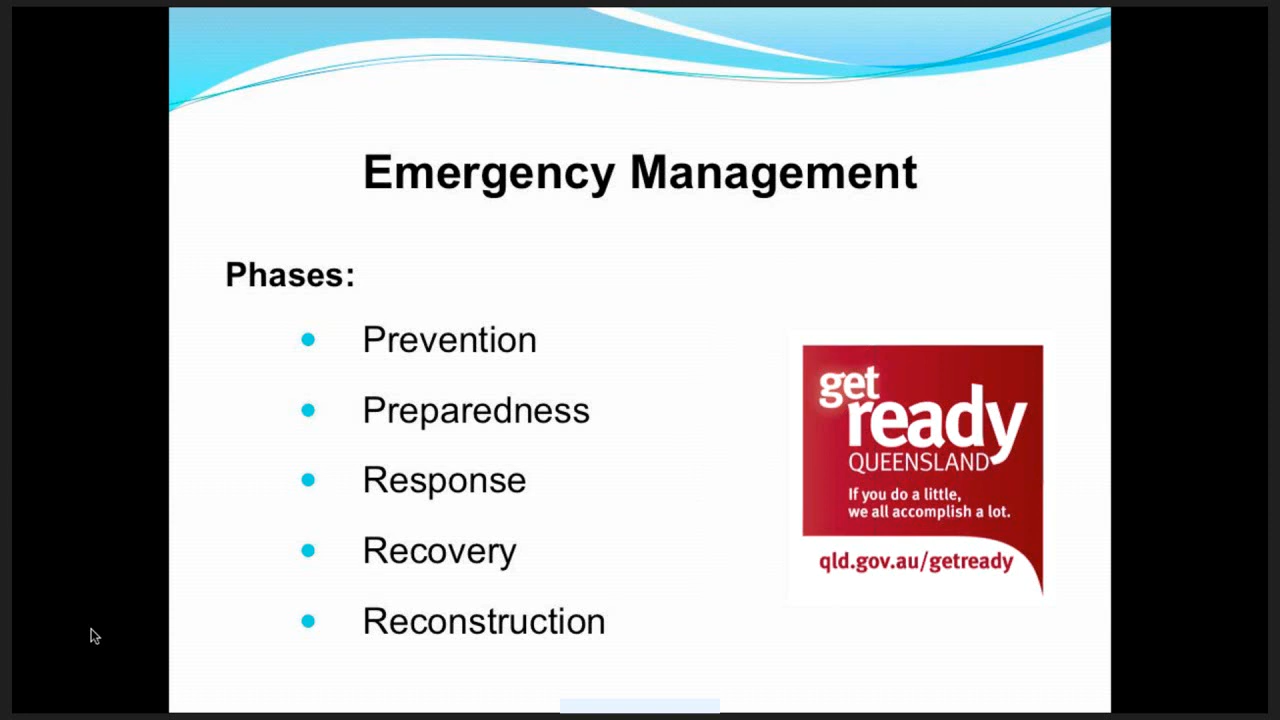 Emergency Management
Phases:
Prevention
Preparedness
Response
Recovery
Reconstruction
get
ready
QUEENSLAND
If you do a little,
we all accomplish a lot.
qld.gov.au/getready